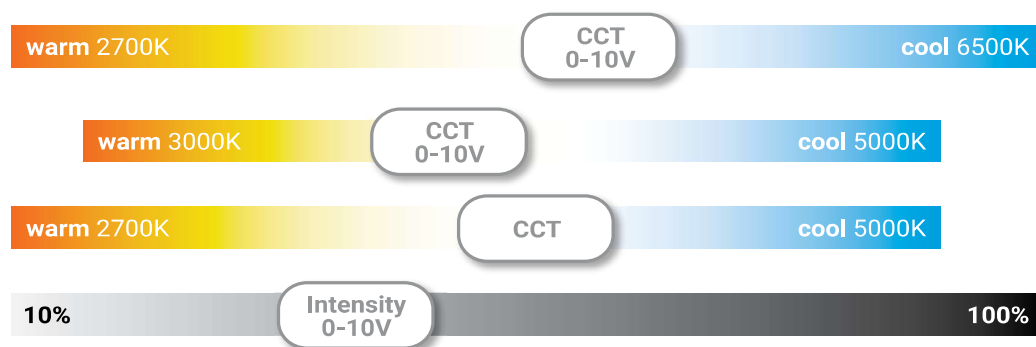 warm 2700K
CCT
0-10V
cool 6500K
warm 3000K
CCT
0-10V
cool 5000K
warm 2700K
CCT
cool 5000K
10%
Intensity
0-10V
100%